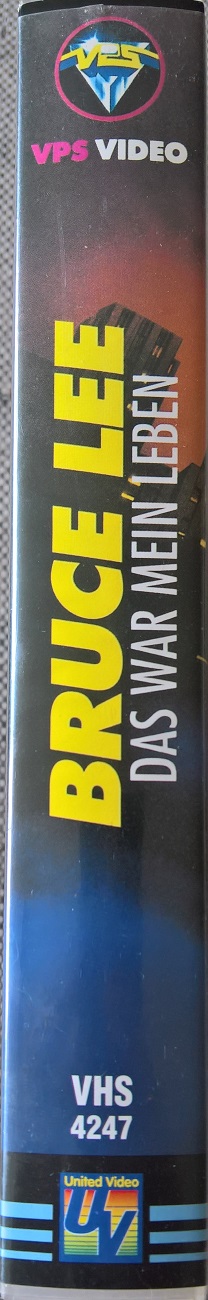 VPS
VPS VIDEO
BRUCE LEE
DAS WAR MEIN LEBEN
VHS
4247
United Video
UV